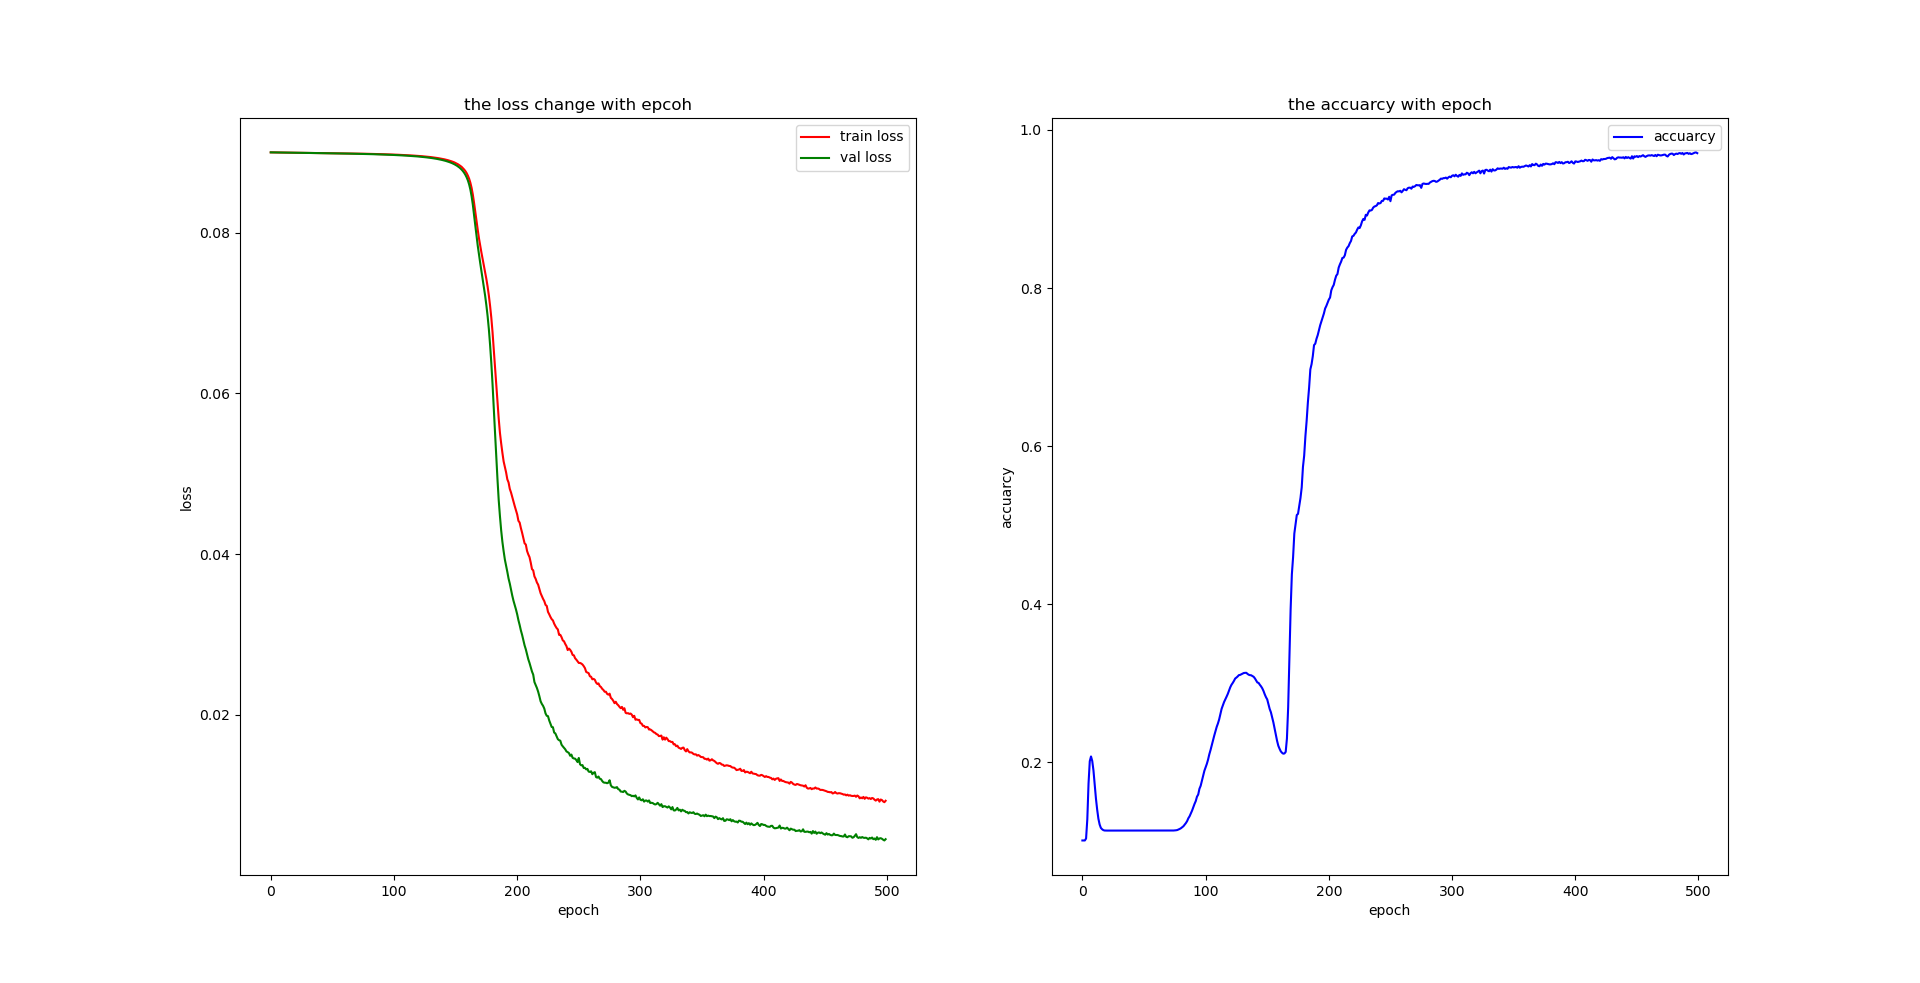 the loss change with epcoh
train loss
val loss
0.08
0.06
0.04
0.02
loss
0 100 200 300 400 500
epoch
the accuarcy with epoch
accuarcy
1.0
0.8
0.6
0.4
0.2
accuarcy
0 100 200 300 400 500
epoch